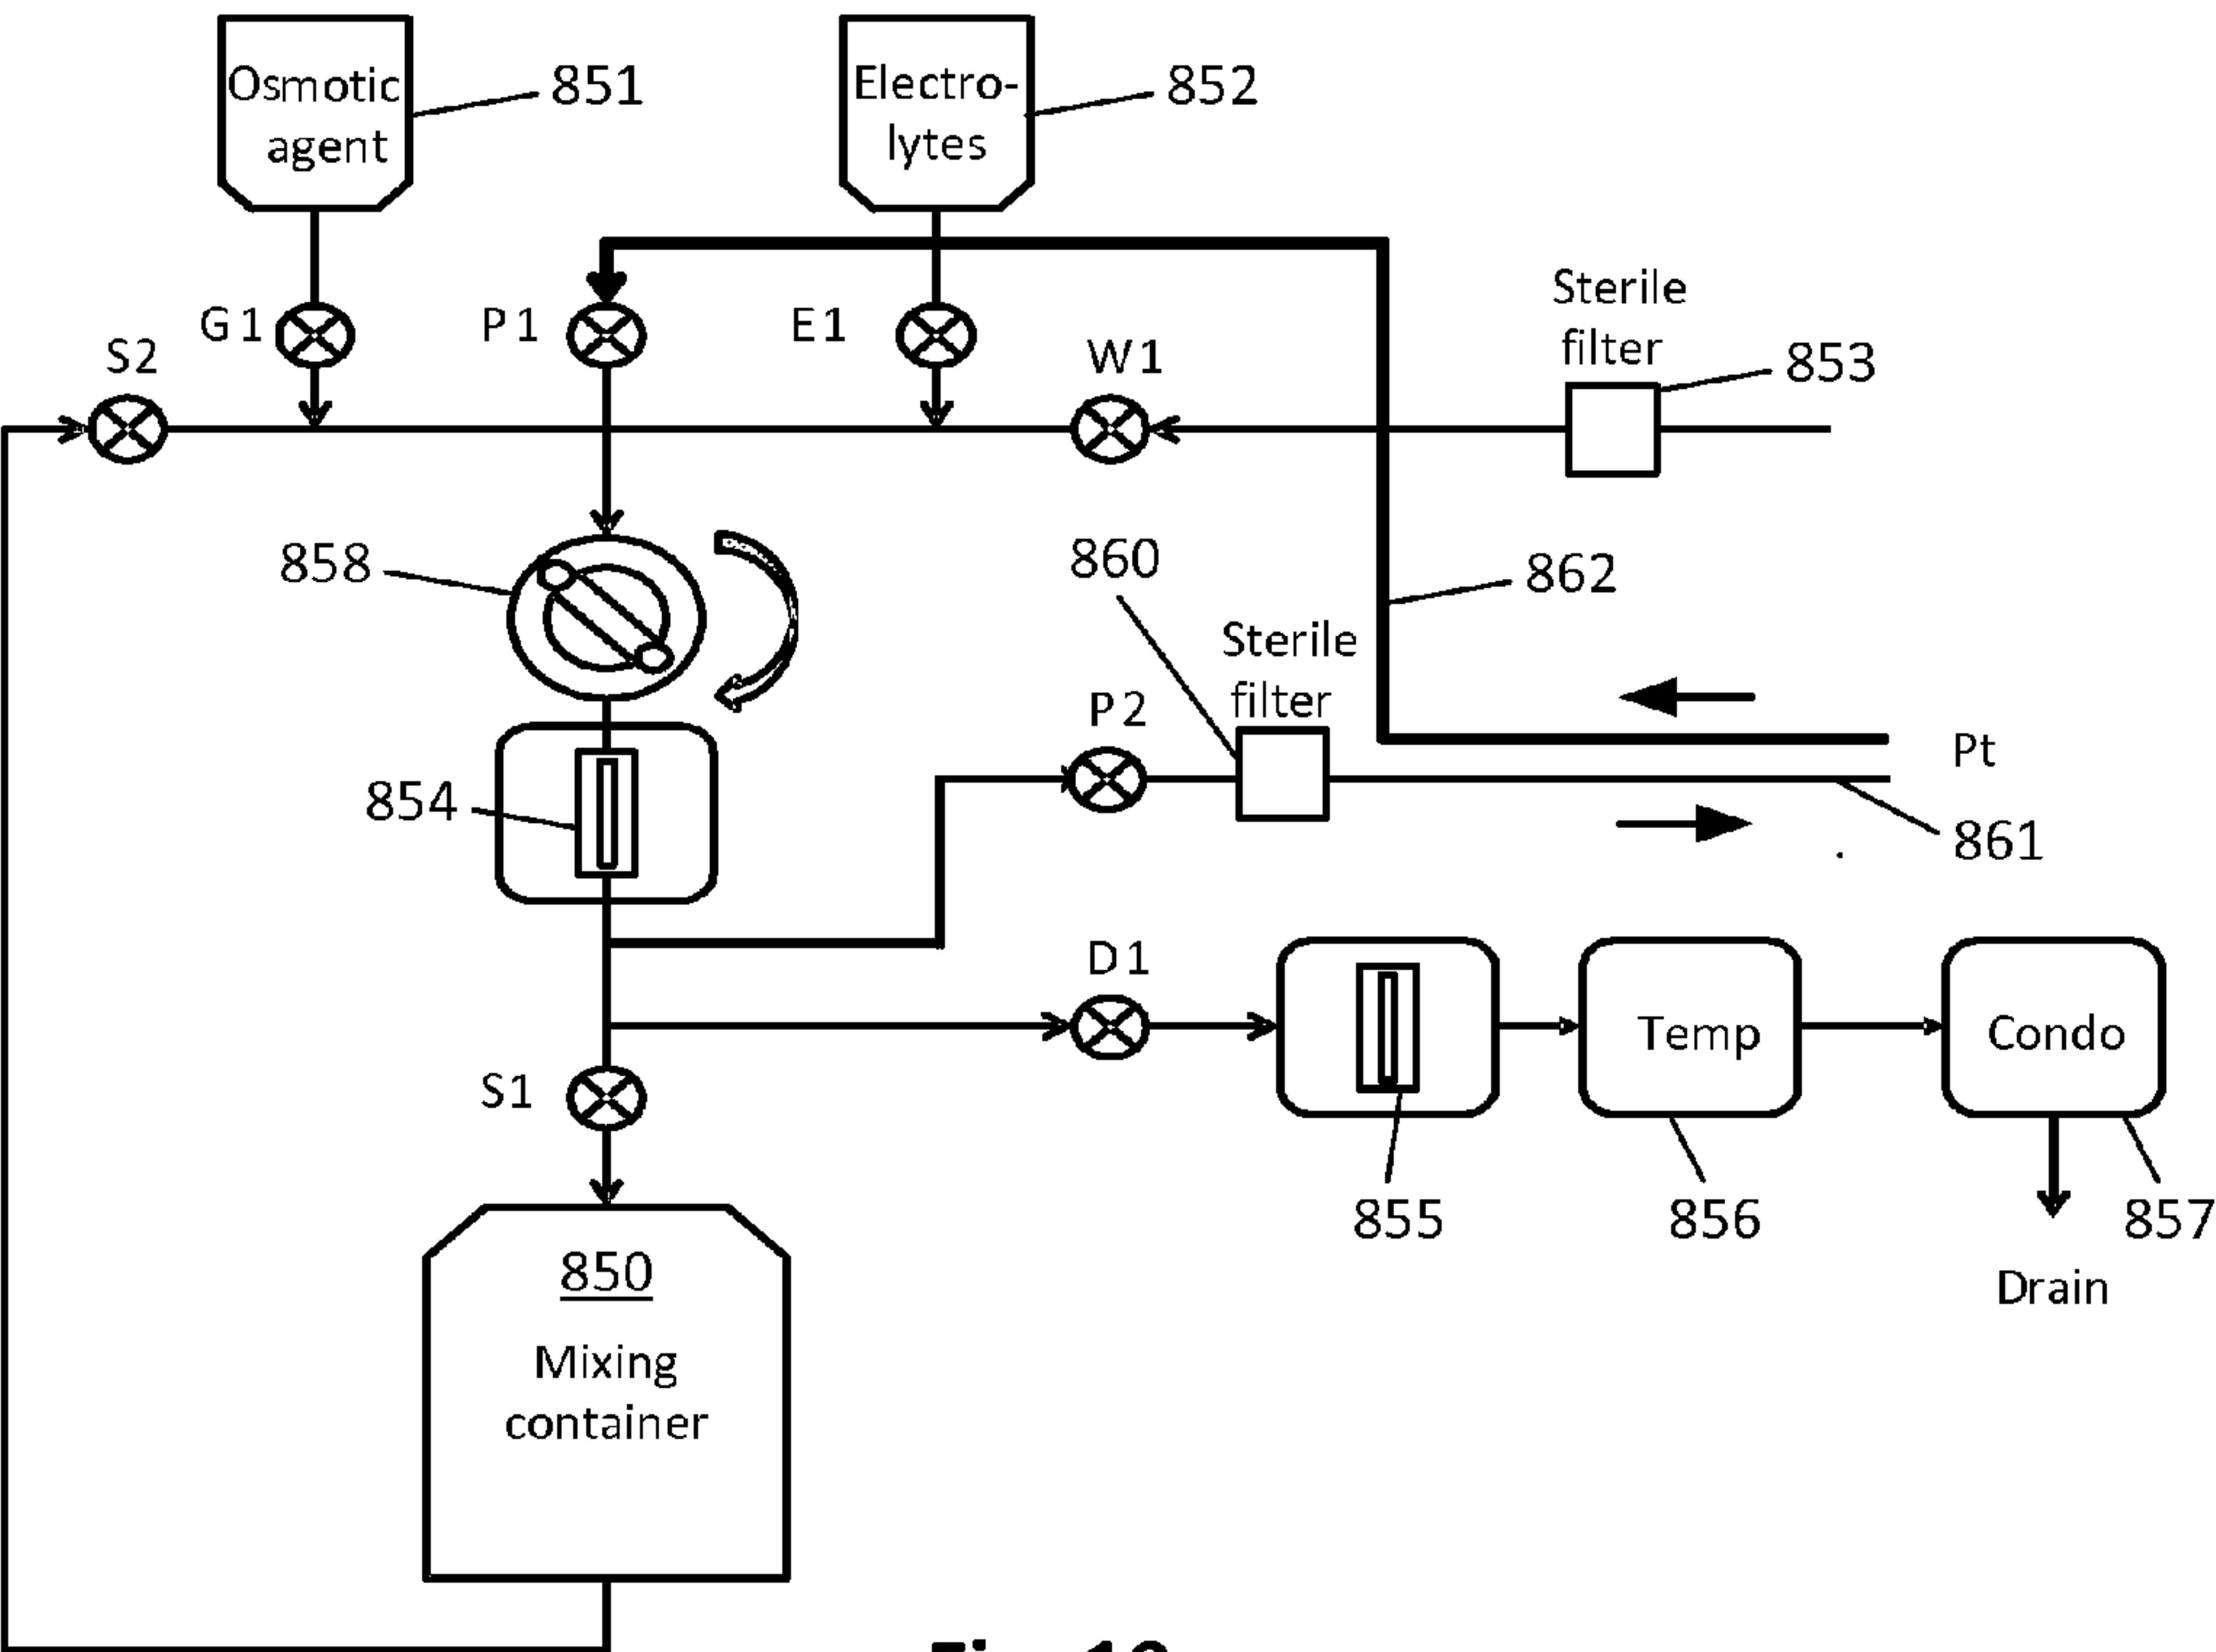 Osmotic
agent
851
Electro-
lytes
852
G1
P1
E1
S2
W1
Sterile
filter
853
858
860
862
Sterile
filter
P2
854
Pt
861
D1
S1
Temp
Condo
855
856
857
850
Drain
Mixing
container